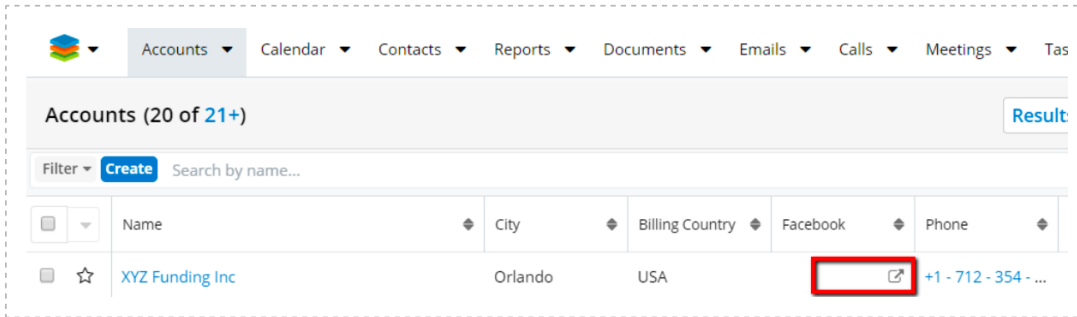 Accounts Calendar Contacts Reports Documents Emails Calls Meetings
Accounts (20 of 21+) Results
Filter Create Search by name...
Name City Billing Country Facebook Phone
XYZ Funding Inc Orlando USA +1 - 712 - 354 - ...